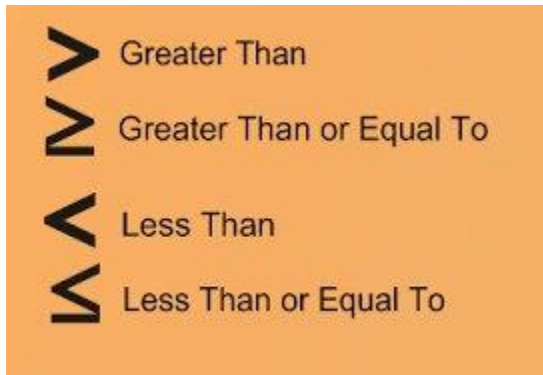 > Greater Than
≥ Greater Than or Equal To
< Less Than
≤ Less Than or Equal To